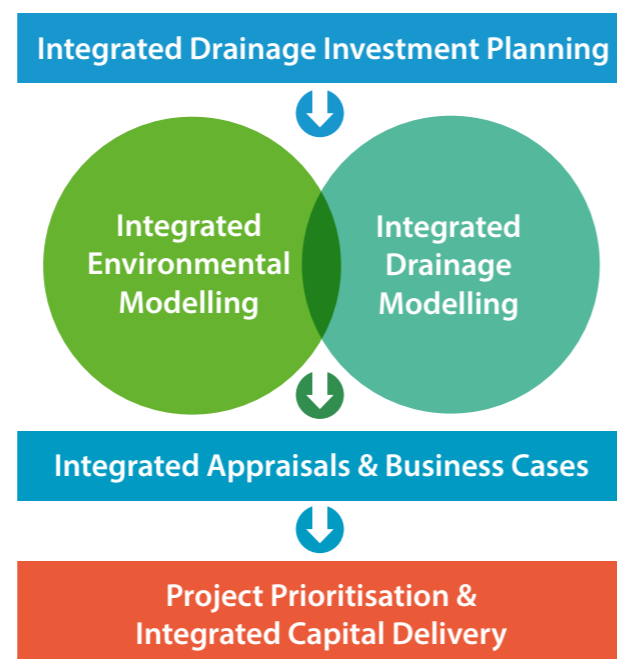 Integrated Drainage Investment Planning
Integrated
Environmental
Modelling
Integrated
Drainage
Modelling
Integrated Appraisals & Business Cases
Project Prioritisation &
Integrated Capital Delivery